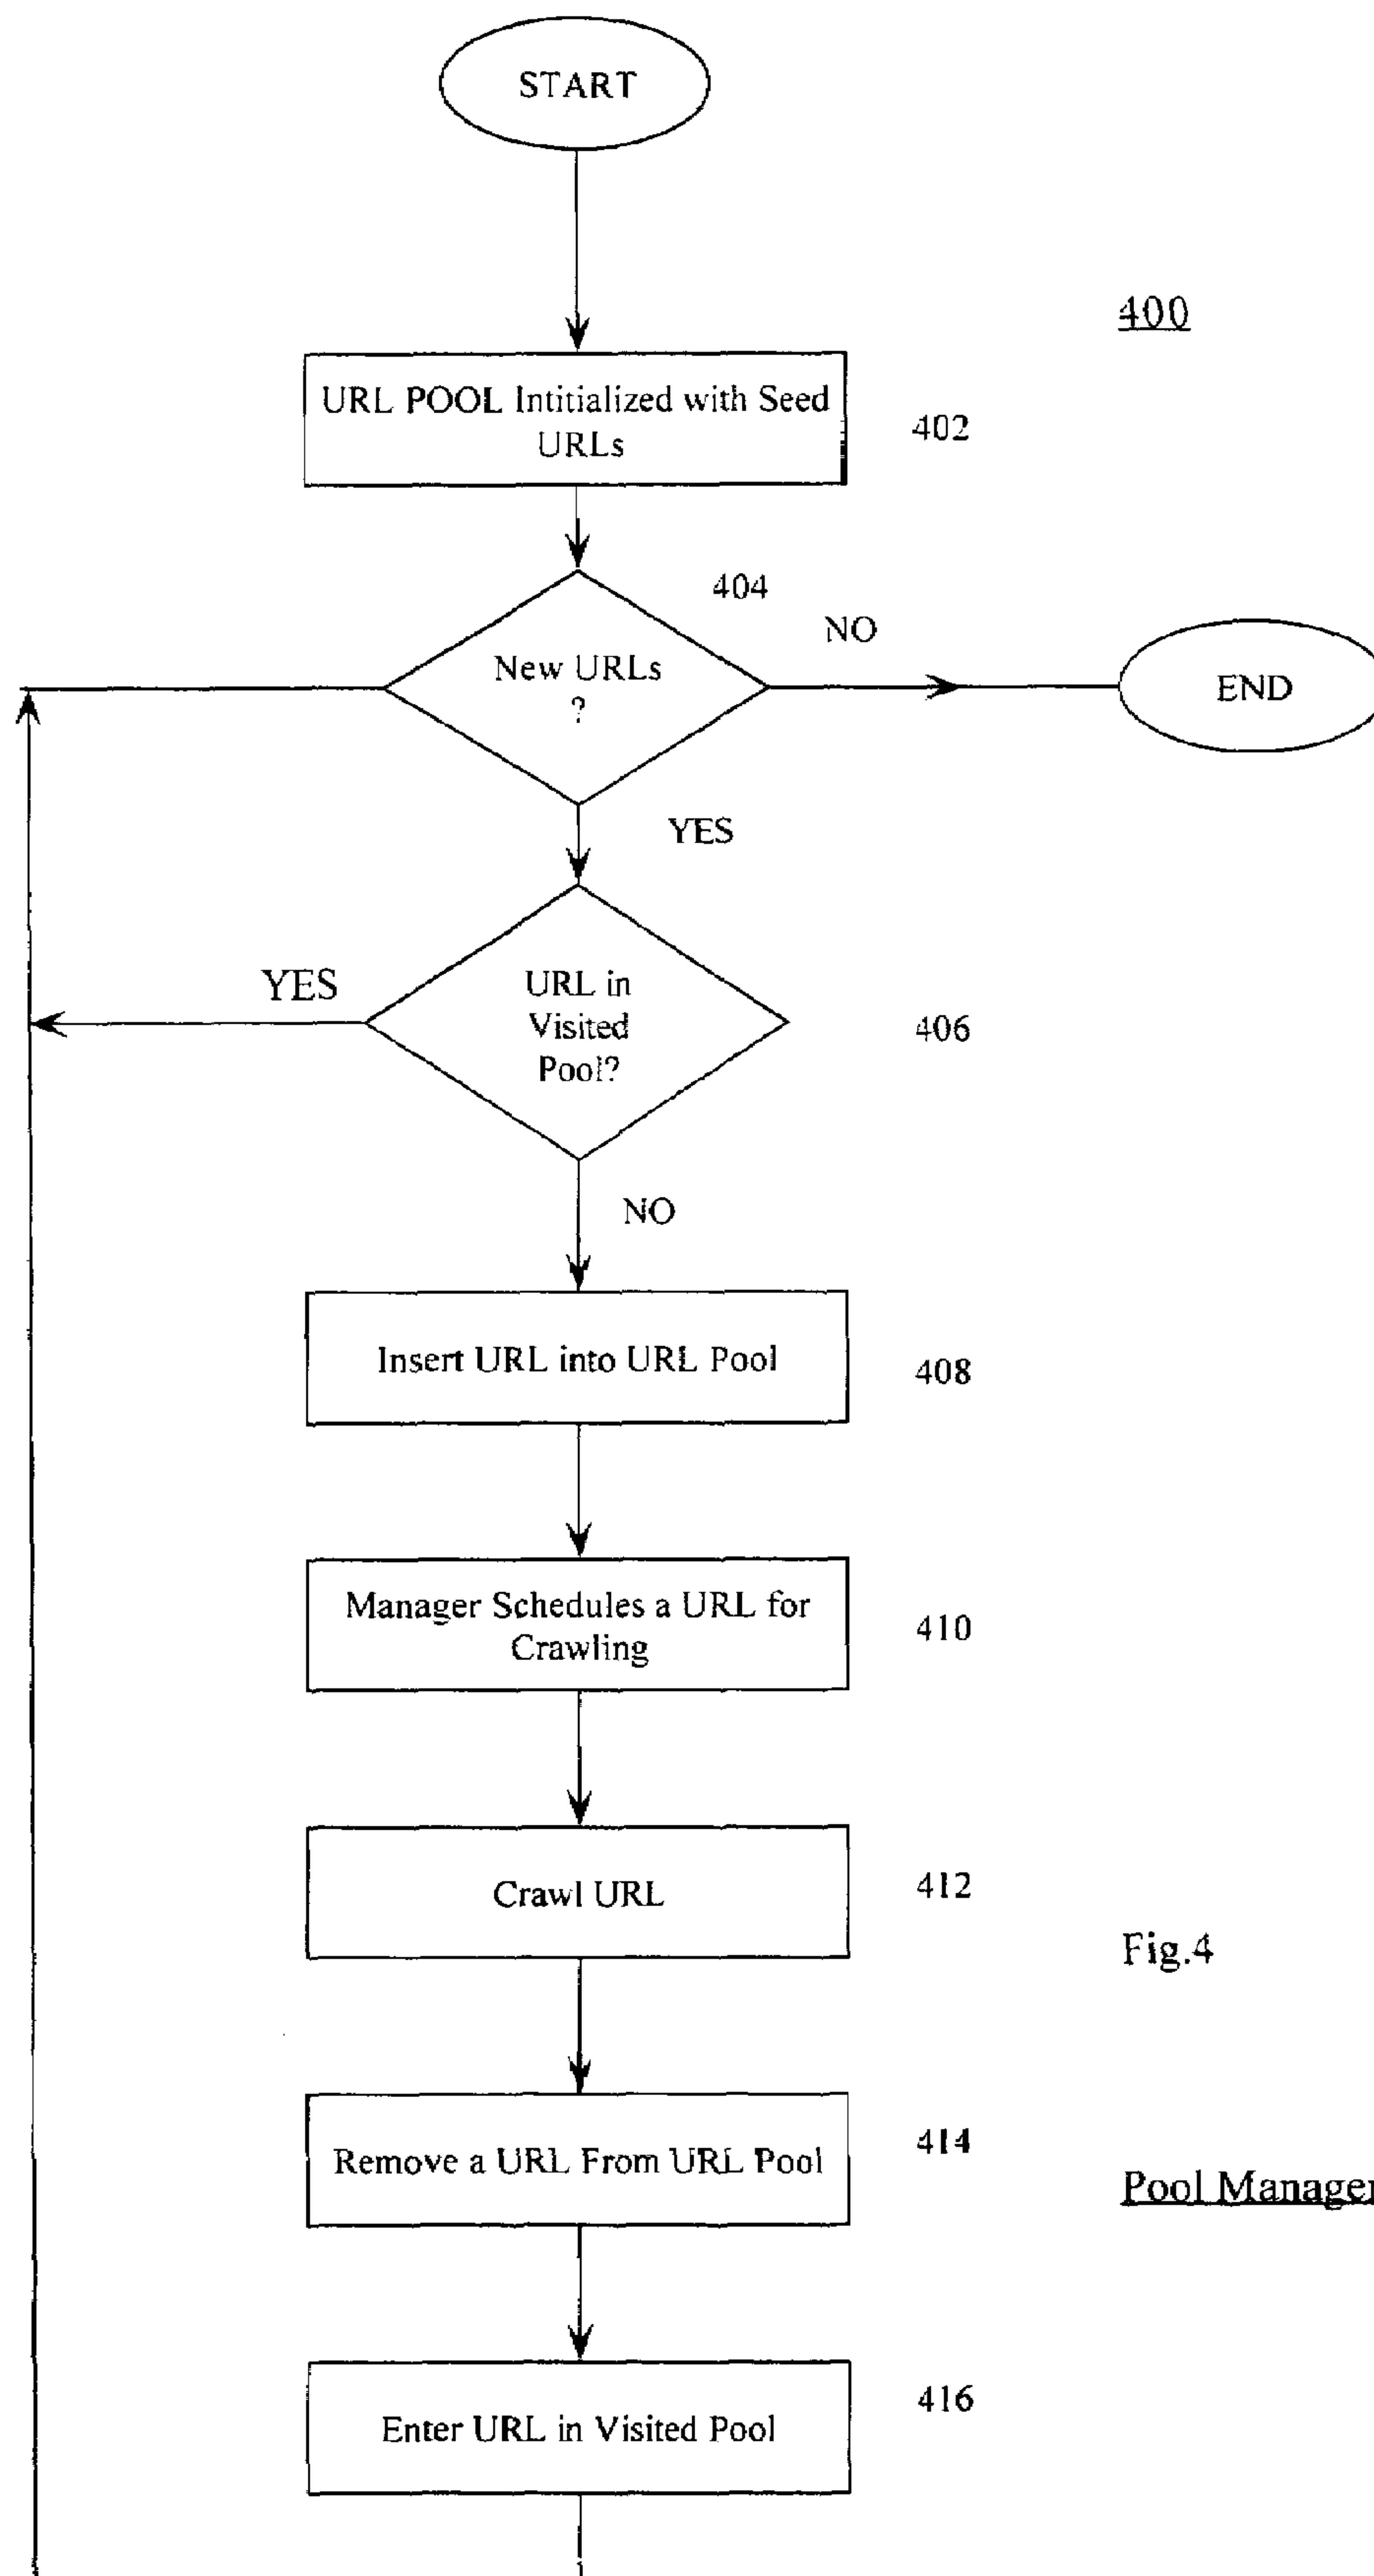 START
400
URL POOL Intitialized with Seed
URLs
402
404
NO
New URLs
?
END
YES
YES
URL in
Visited
Pool?
406
NO
Insert URL into URL Pool
408
Manager Schedules a URL for
Crawling
410
Crawl URL
412
Fig.4
Remove a URL From URL Pool
414
Pool Manager
Enter URL in Visited Pool
416